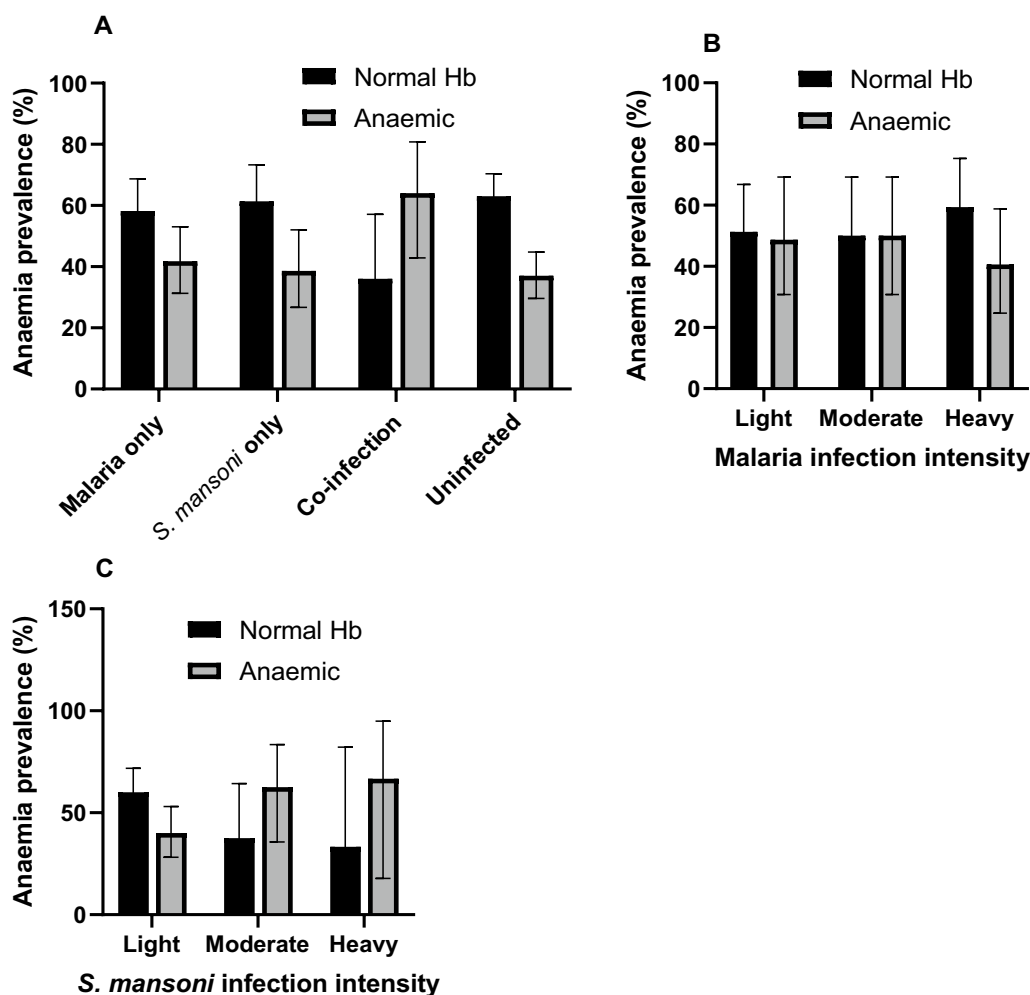 A
Normal Hb
Anaemic
Anaemia prevalence (%)
100
80
60
40
20
0
Malaria only
S. mansoni only
Co-infection
Uninfected
B
Normal Hb
Anaemic
Anaemia prevalence (%)
100
80
60
40
20
0
Light Moderate Heavy
Malaria infection intensity
C
Normal Hb
Anaemic
Anaemia prevalence (%)
150
100
50
0
Light Moderate Heavy
S. mansoni infection intensity